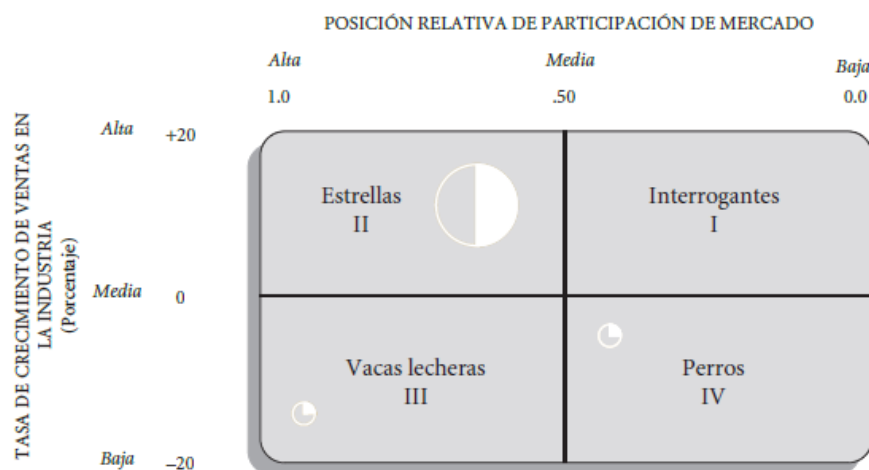 POSICIÓN RELATIVA DE PARTICIPACIÓN DE MERCADO
Alta
Media
Baja
1.0
.50
0.0
TASA DE CRECIMIENTO DE VENTAS EN
LA INDUSTRIA
(Porcentaje)
Alta
+20
Media
0
Baja
–20
Estrellas
II
Interrogantes
I
Vacas lecheras
III
Perros
IV